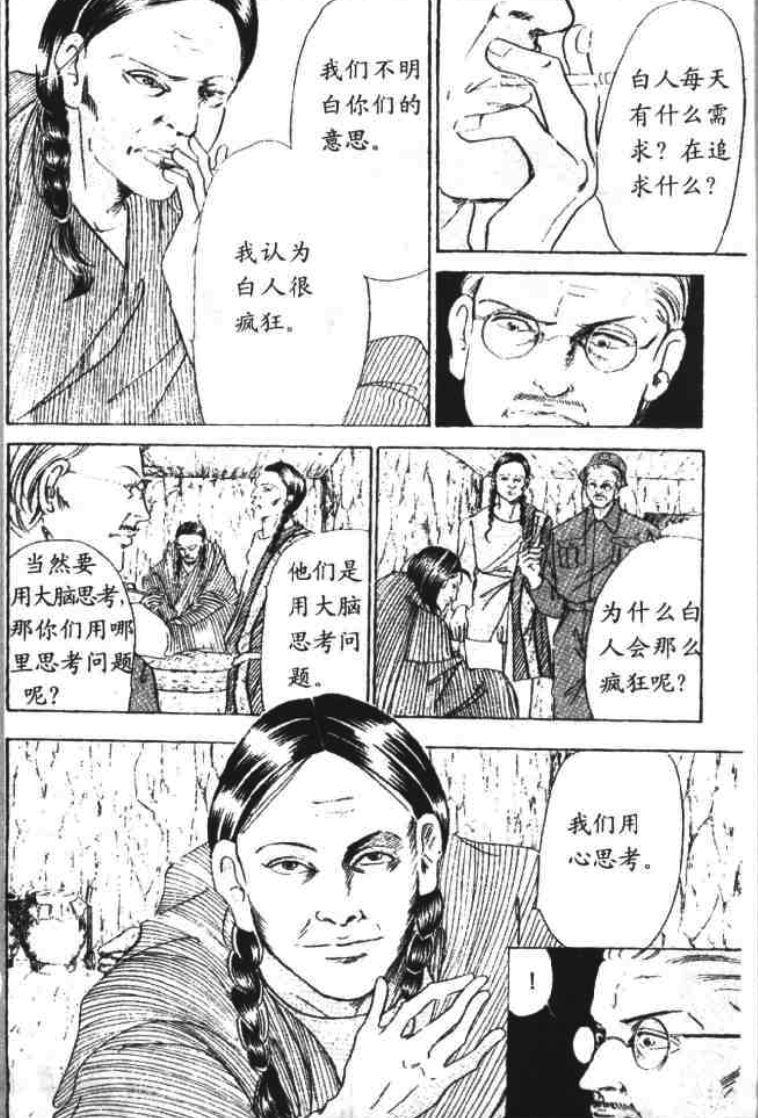 白人每天
有什么需
求？在追
求什么？
我们不明
白你们的
意思。
我认为
白人很
疯狂。
为什么白
人会那么
疯狂呢？
他们是
用大脑
思考问
题。
当然要
用大脑思考，
那你们用哪
里思考问题
呢？
我们用
心思考。
！